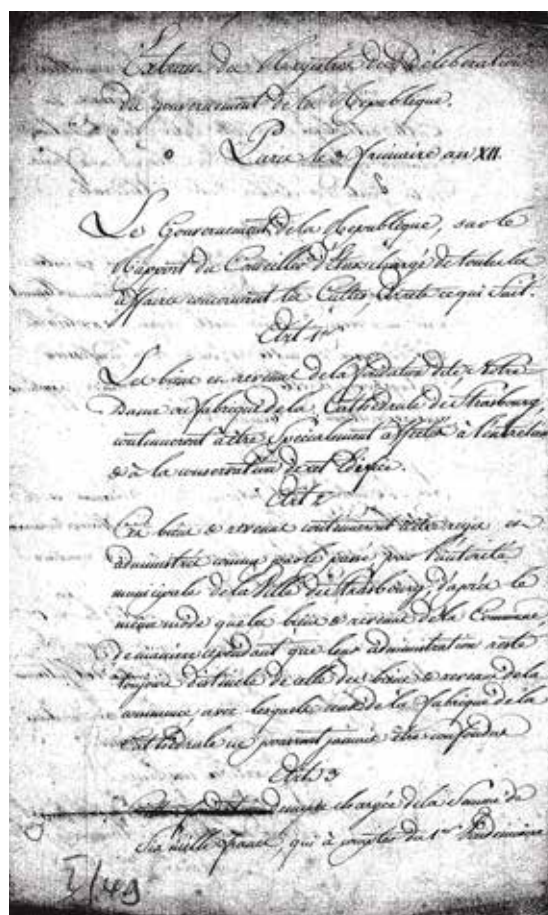 Extrait des Registres des Délibérations
du gouvernement de la République.
Paris le 3 frimaire an XII.
Le Gouvernement de la République, sur le
Rapport du Conseiller d'Etat chargé de toutes les
affaires concernant les Cultes, Arrete ce qui Suit.
Art 1er
Les biens et revenus de la fondation dite Notre
Dame ou fabrique de la Cathédrale de Strasbourg,
continueront à être Spécialement affectés à l'entretien
& à la conservation de cet Edifice.
Art 2
Ces biens & revenus continueront d'être regis et
administrés comme par le passé par l'autorité
municipale de la Ville de Strasbourg, d'après le
même mode que les biens & revenus de la Commune,
de manière cependant que leur administration reste
toujours distincte de celle des biens & revenus de la
commune, avec lesquels ceux de la fabrique de la
Cathédrale ne pourront jamais être confondus
Art 3
demeure chargée de la Somme de
Six mille francs, qui à compter du 1er Vendémiaire
I/49